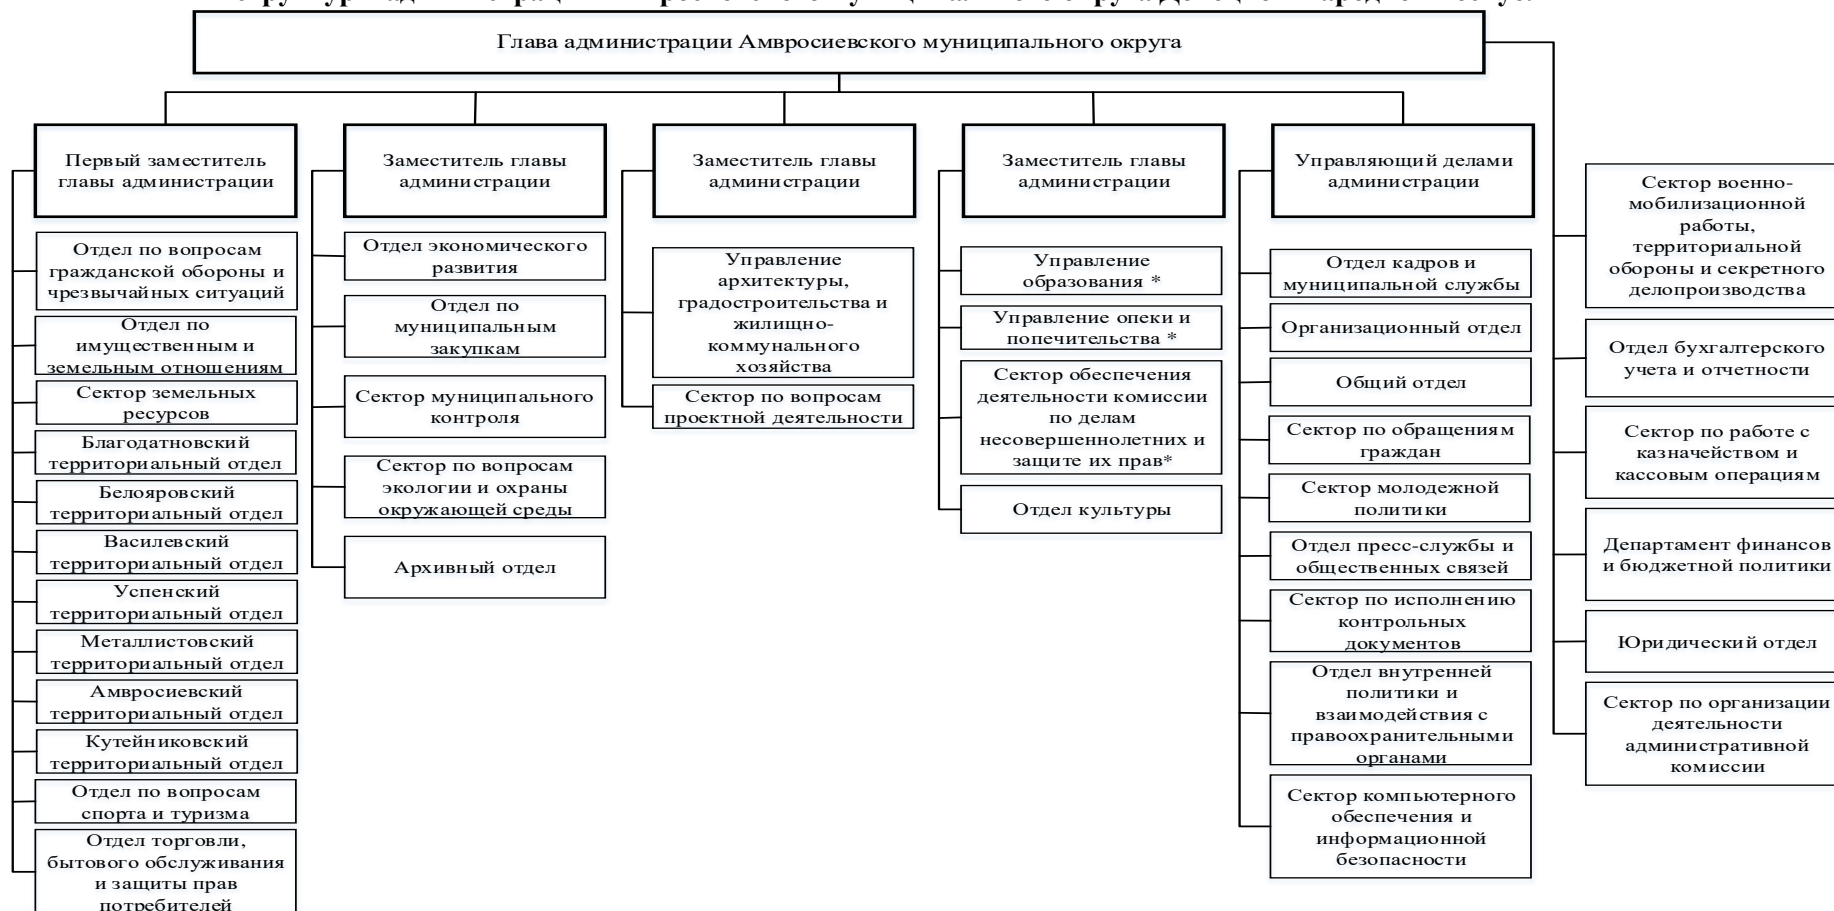 Глава администрации Амвросиевского муниципального округа
Первый заместитель
главы администрации
Отдел по вопросам
гражданской обороны и
чрезвычайных ситуаций
Отдел по
имущественным и
земельным отношениям
Сектор земельных
ресурсов
Благодатновский
территориальный отдел
Белояровский
территориальный отдел
Василевский
территориальный отдел
Успенский
территориальный отдел
Металлистовский
территориальный отдел
Амвросиевский
территориальный отдел
Кутейниковский
территориальный отдел
Отдел по вопросам
спорта и туризма
Отдел торговли,
бытового обслуживания
и защиты прав
потребителей
Заместитель главы
администрации
Отдел экономического
развития
Отдел по
муниципальным
закупкам
Сектор муниципального
контроля
Сектор по вопросам
экологии и охраны
окружающей среды
Архивный отдел
Заместитель главы
администрации
Управление
архитектуры,
градостроительства и
жилищно-
коммунального
хозяйства
Сектор по вопросам
проектной деятельности
Заместитель главы
администрации
Управление
образования *
Управление опеки и
попечительства *
Сектор обеспечения
деятельности комиссии
по делам
несовершеннолетних и
защите их прав*
Отдел культуры
Управляющий делами
администрации
Отдел кадров и
муниципальной службы
Организационный отдел
Общий отдел
Сектор по обращениям
граждан
Сектор молодежной
политики
Отдел пресс-службы и
общественных связей
Сектор по исполнению
контрольных
документов
Отдел внутренней
политики и
взаимодействия с
правоохранительными
органами
Сектор компьютерного
обеспечения и
информационной
безопасности
Сектор военно-
мобилизационной
работы,
территориальной
обороны и секретного
делопроизводства
Отдел бухгалтерского
учета и отчетности
Сектор по работе с
казначейством и
кассовым операциям
Департамент финансов
и бюджетной политики
Юридический отдел
Сектор по организации
деятельности
административной
комиссии